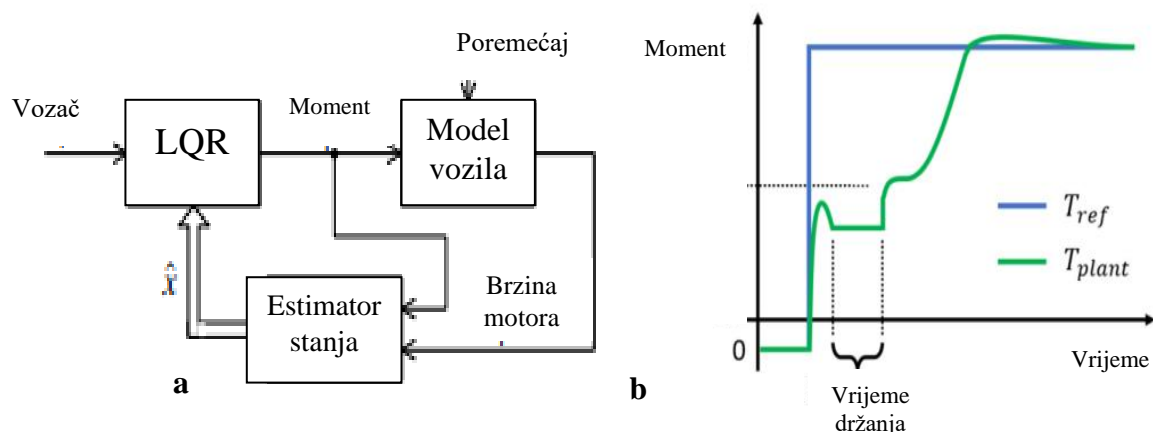 Poremećaj
Vozač
LQR
Moment
Model
vozila
x̂
Estimator
stanja
Brzina
motora
a
Moment
T_ref
T_plant
0
Vrijeme
b
Vrijeme
držanja